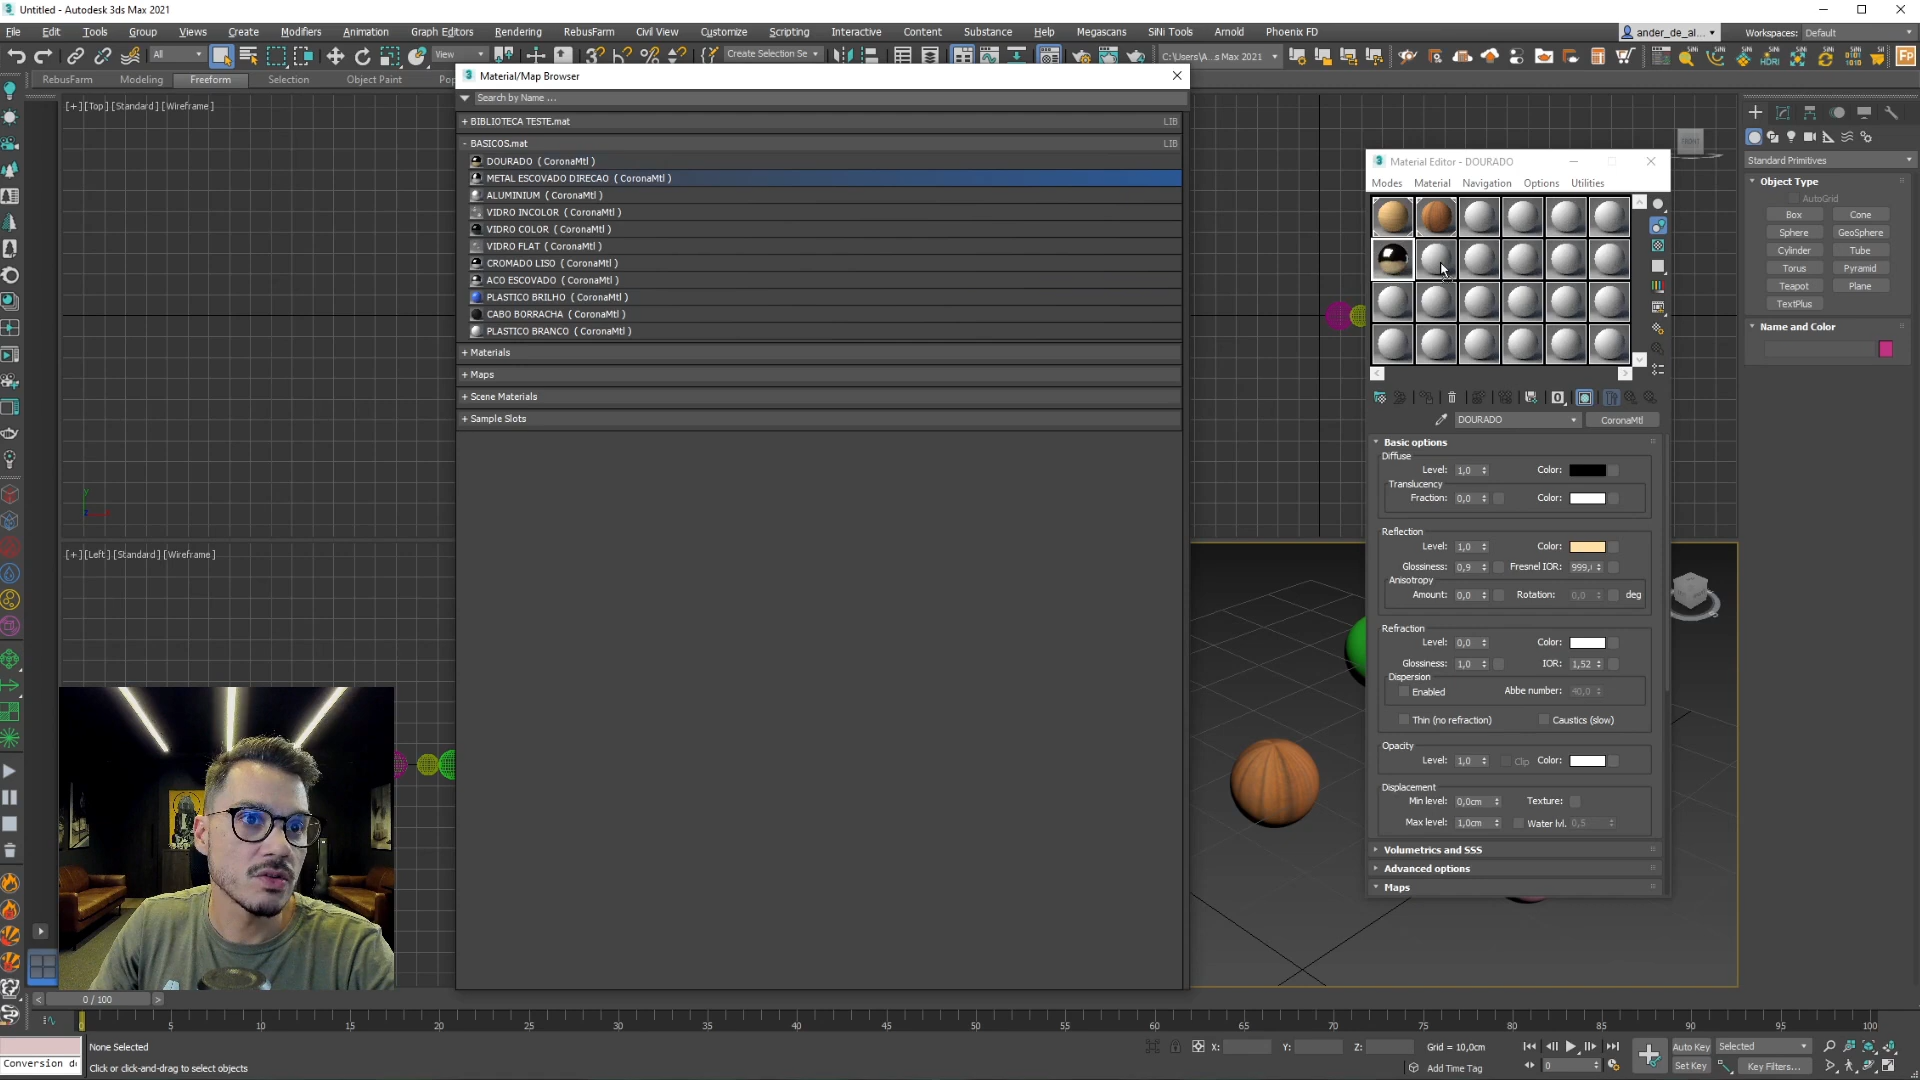 Untitled - Autodesk 3ds Max 2021
File Edit Tools Group Views Create Modifiers Animation Graph Editors Rendering RebusFarm Civil View Customize Scripting Interactive Content Substance Help Megascans SiNi Tools Arnold Phoenix FD
ander_de_al... Workspaces: Default
All View Create Selection Se C:\Users\A...s Max 2021
RebusFarm Modeling Freeform Selection Object Paint
Material/Map Browser
Search by Name ...
+ BIBLIOTECA TESTE.mat LIB
- BASICOS.mat LIB
DOURADO ( CoronaMtl )
METAL ESCOVADO DIRECAO ( CoronaMtl )
ALUMINIUM ( CoronaMtl )
VIDRO INCOLOR ( CoronaMtl )
VIDRO COLOR ( CoronaMtl )
VIDRO FLAT ( CoronaMtl )
CROMADO LISO ( CoronaMtl )
ACO ESCOVADO ( CoronaMtl )
PLASTICO BRILHO ( CoronaMtl )
CABO BORRACHA ( CoronaMtl )
PLASTICO BRANCO ( CoronaMtl )
+ Materials
+ Maps
+ Scene Materials
+ Sample Slots
[+][Top][Standard][Wireframe]
y
[+][Left][Standard][Wireframe]
FRONT
Material Editor - DOURADO
Modes Material Navigation Options Utilities
DOURADO CoronaMtl
Basic options
Diffuse
Level: 1,0 Color:
Translucency
Fraction: 0,0 Color:
Reflection
Level: 1,0 Color:
Glossiness: 0,9 Fresnel IOR: 999,
Anisotropy
Amount: 0,0 Rotation: 0,0 deg
Refraction
Level: 0,0 Color:
Glossiness: 1,0 IOR: 1,52
Dispersion
Enabled Abbe number: 40,0
Thin (no refraction) Caustics (slow)
Opacity
Level: 1,0 Clip Color:
Displacement
Min level: 0,0cm Texture:
Max level: 1,0cm Water lvl. 0,5
Volumetrics and SSS
Advanced options
Maps
Standard Primitives
Object Type
AutoGrid
Box Cone
Sphere GeoSphere
Cylinder Tube
Torus Pyramid
Teapot Plane
TextPlus
Name and Color
0 / 100
0 5 10 15 20 25 30 35 40 45 50 55 60 65 70 75 80 85 90 95 100
None Selected
Conversion de
Click or click-and-drag to select objects
X: Y: Z: Grid = 10,0cm
Add Time Tag
0
Auto Key Selected
Set Key Key Filters...